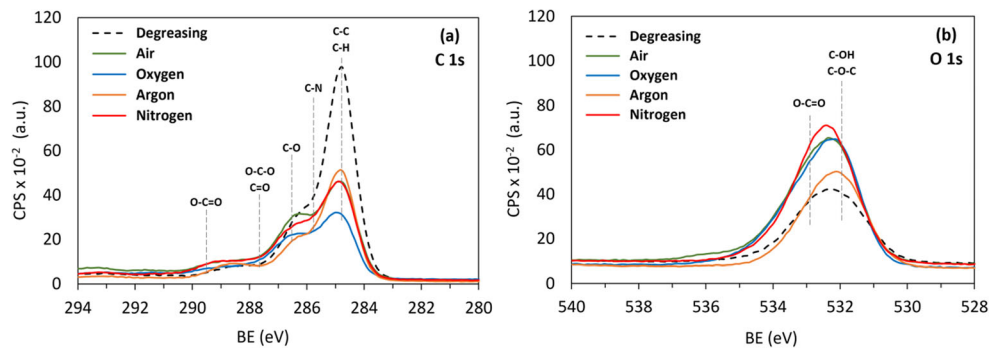 120
100
80
60
40
20
0
CPS x 10⁻² (a.u.)
Degreasing
Air
Oxygen
Argon
Nitrogen
C-C
C-H
(a)
C 1s
C-N
C-O
O-C-O
C=O
O-C=O
294
292
290
288
286
284
282
280
BE (eV)
120
100
80
60
40
20
0
CPS x 10⁻² (a.u.)
Degreasing
Air
Oxygen
Argon
Nitrogen
C-OH
C-O-C
(b)
O 1s
O-C=O
540
538
536
534
532
530
528
BE (eV)